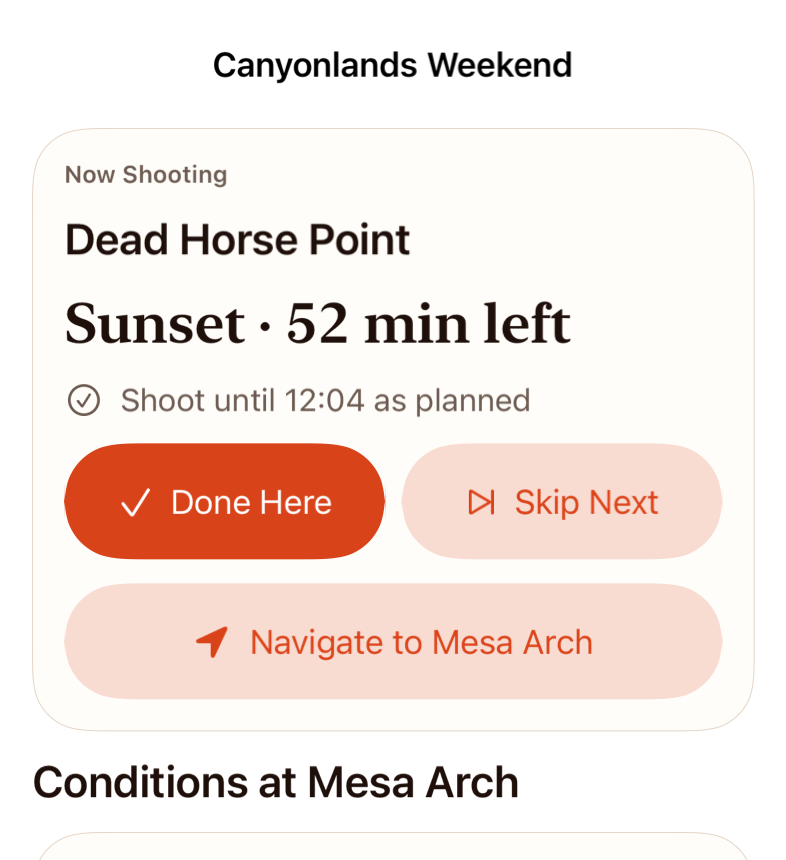 Canyonlands Weekend
Now Shooting
Dead Horse Point
Sunset · 52 min left
Shoot until 12:04 as planned
Done Here
Skip Next
Navigate to Mesa Arch
Conditions at Mesa Arch